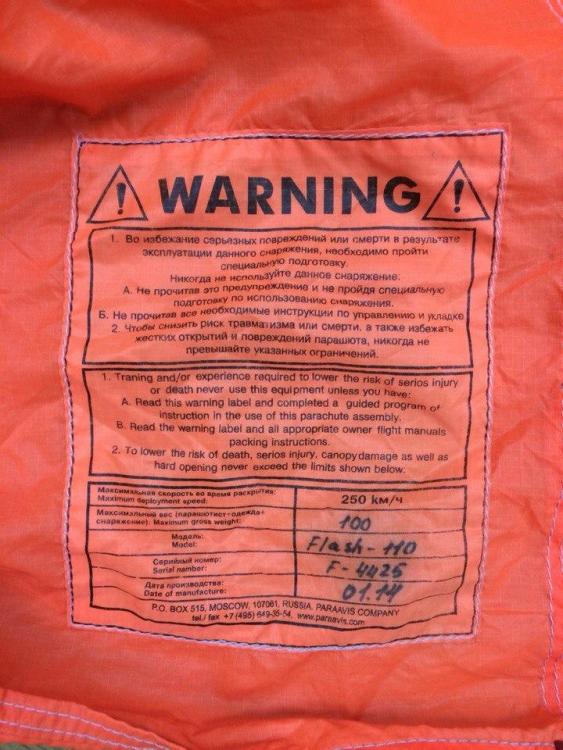 WARNING
1. Во избежание серьезных повреждений или смерти в результате
эксплуатации данного снаряжения, необходимо пройти
специальную подготовку.
Никогда не используйте данное снаряжение:
А. Не прочитав это предупреждение и не пройдя специальную
подготовку по использованию снаряжения.
Б. Не прочитав все необходимые инструкции по управлению и укладке
2. Чтобы снизить риск травматизма или смерти, а также избежать
жестких открытий и повреждений парашюта, никогда не
превышайте указанных ограничений.
1. Traning and/or experience required to lower the risk of serios injury
or death never use this equipment unless you have:
A. Read this warning label and completed a guided program of
instruction in the use of this parachute assembly.
B. Read the warning label and all appropriate owner flight manuals
packing instructions.
2. To lower the risk of death, serios injury, canopy damage as well as
hard opening never exceed the limits shown below:
Максимальная скорость во время раскрытия:
Maximum deployment speed: 250 км/ч
Максимальный вес (парашютист+одежда+
снаряжение): Maximum gross weight: 100
Модель:
Model: Flash-110
Серийный номер:
Serial number: F-4425
Дата производства:
Date of manufacture: 01.14
P.O. BOX 515, MOSCOW, 107061, RUSSIA. PARAAVIS COMPANY
tel./ fax +7 (495) 649-35-54, www.paraavis.com